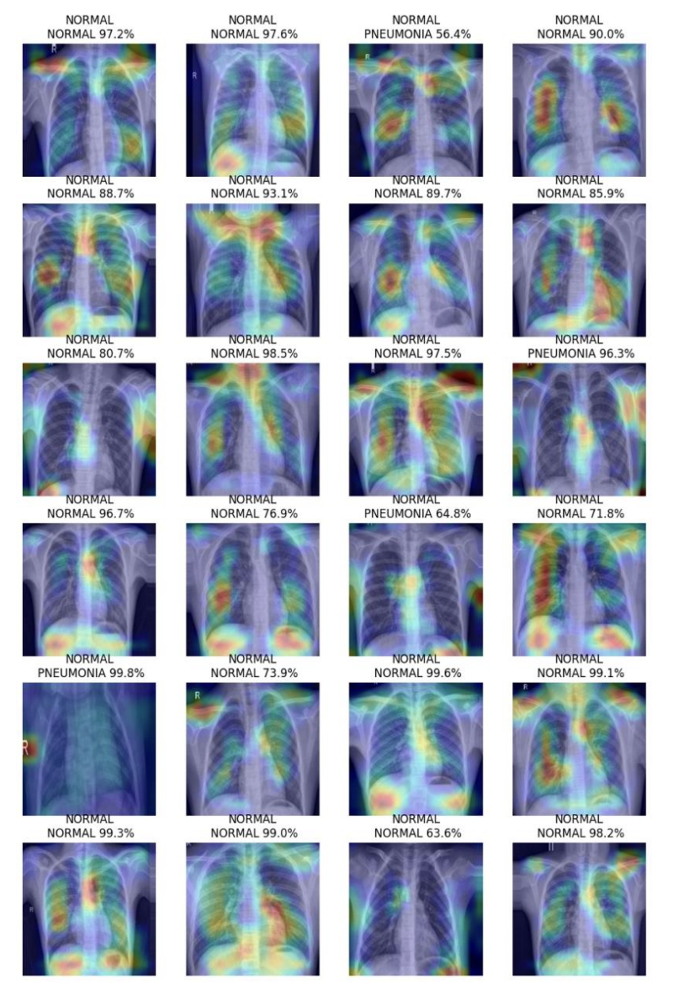 NORMAL NORMAL NORMAL NORMAL
NORMAL 97.2% NORMAL 97.6% PNEUMONIA 56.4% NORMAL 90.0%
R
R
R
NORMAL NORMAL NORMAL NORMAL
NORMAL 88.7% NORMAL 93.1% NORMAL 89.7% NORMAL 85.9%
R
NORMAL NORMAL NORMAL NORMAL
NORMAL 80.7% NORMAL 98.5% NORMAL 97.5% PNEUMONIA 96.3%
NORMAL NORMAL NORMAL NORMAL
NORMAL 96.7% NORMAL 76.9% PNEUMONIA 64.8% NORMAL 71.8%
NORMAL NORMAL NORMAL NORMAL
PNEUMONIA 99.8% NORMAL 73.9% NORMAL 99.6% NORMAL 99.1%
R
R
R
NORMAL NORMAL NORMAL NORMAL
NORMAL 99.3% NORMAL 99.0% NORMAL 63.6% NORMAL 98.2%
R